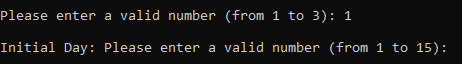 Please enter a valid number (from 1 to 3): 1
Initial Day: Please enter a valid number (from 1 to 15):